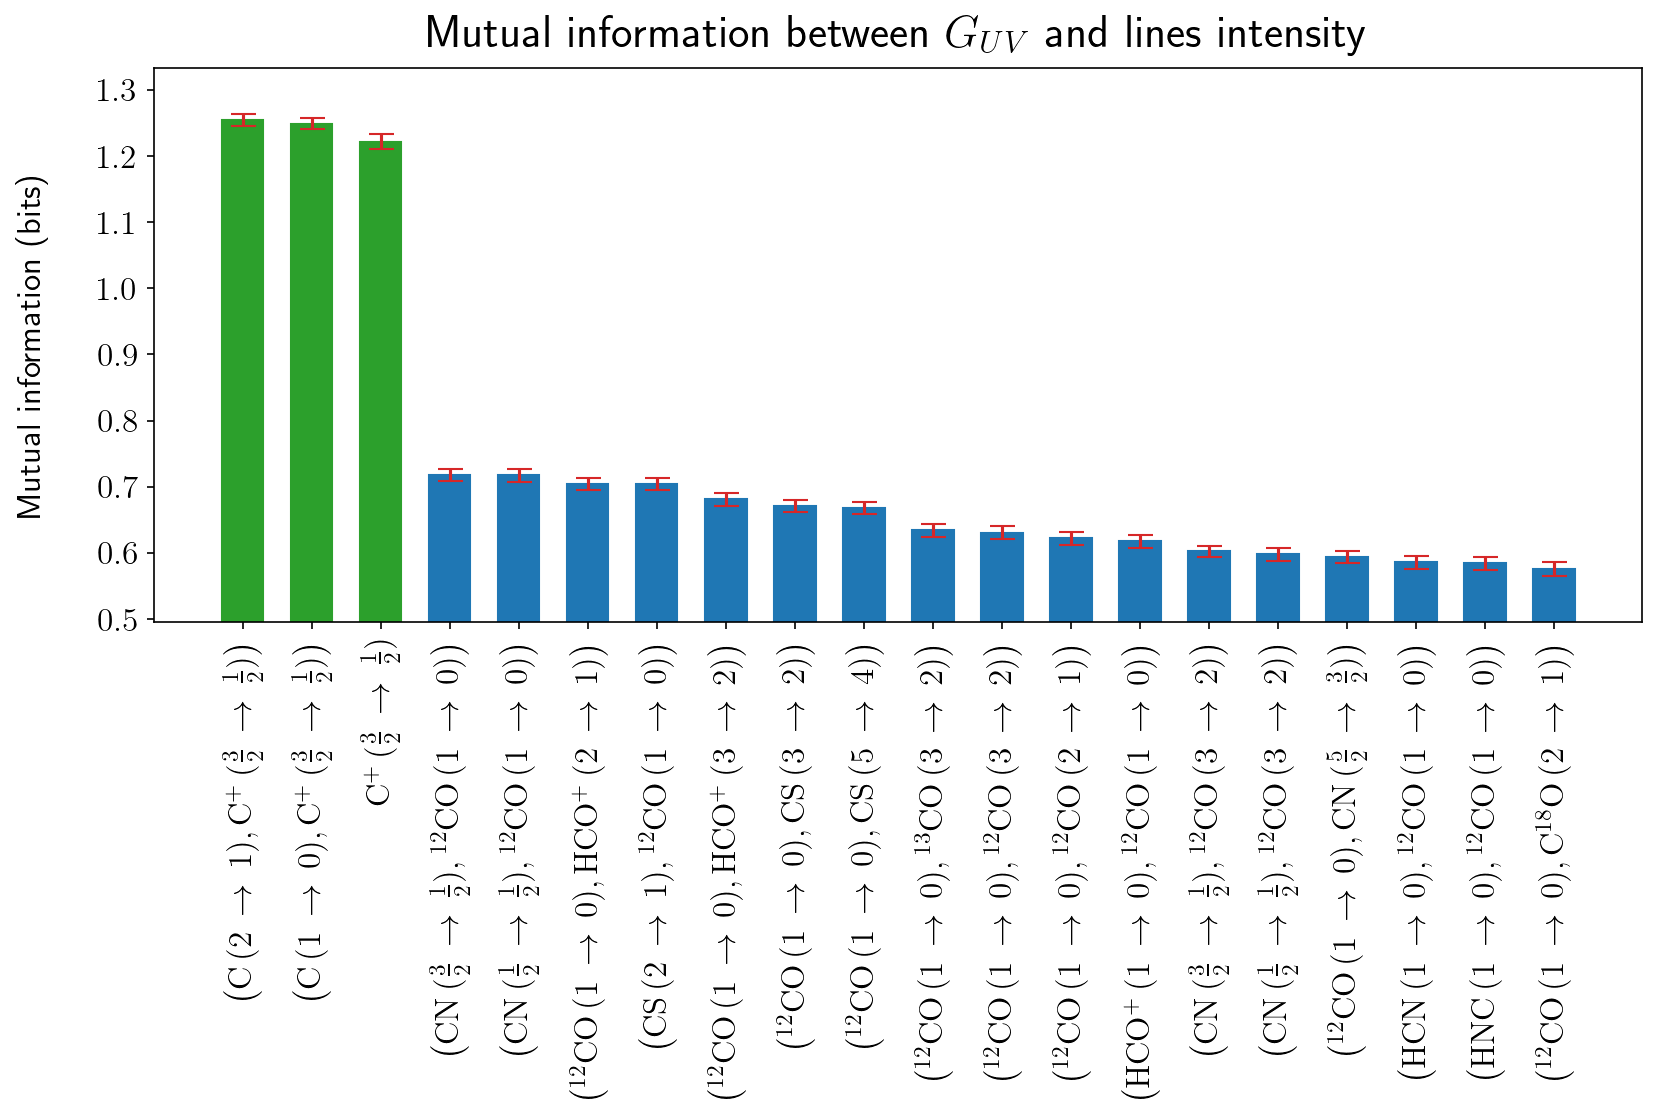 Mutual information between $G_{UV}$ and lines intensity
Mutual information (bits)
1.3
1.2
1.1
1.0
0.9
0.8
0.7
0.6
0.5
(C (2 → 1), C⁺ (3/2 → 1/2))
(C (1 → 0), C⁺ (3/2 → 1/2))
C⁺ (3/2 → 1/2)
(CN (3/2 → 1/2), ¹²CO (1 → 0))
(CN (1/2 → 1/2), ¹²CO (1 → 0))
(¹²CO (1 → 0), HCO⁺ (2 → 1))
(CS (2 → 1), ¹²CO (1 → 0))
(¹²CO (1 → 0), HCO⁺ (3 → 2))
(¹²CO (1 → 0), CS (3 → 2))
(¹²CO (1 → 0), CS (5 → 4))
(¹²CO (1 → 0), ¹³CO (3 → 2))
(¹²CO (1 → 0), ¹²CO (3 → 2))
(¹²CO (1 → 0), ¹²CO (2 → 1))
(HCO⁺ (1 → 0), ¹²CO (1 → 0))
(CN (3/2 → 1/2), ¹²CO (3 → 2))
(CN (1/2 → 1/2), ¹²CO (3 → 2))
(¹²CO (1 → 0), CN (5/2 → 3/2))
(HCN (1 → 0), ¹²CO (1 → 0))
(HNC (1 → 0), ¹²CO (1 → 0))
(¹²CO (1 → 0), C¹⁸O (2 → 1))